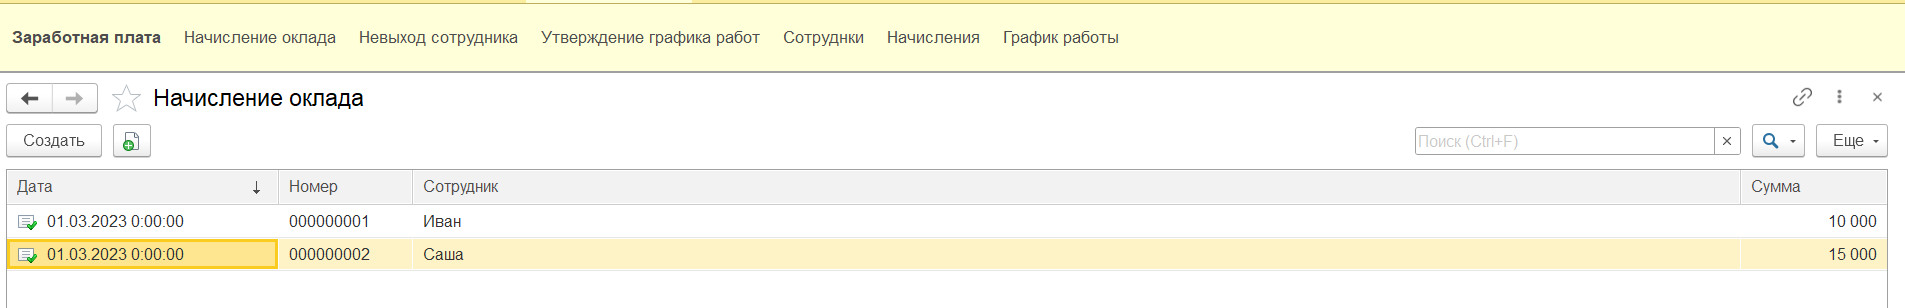 Заработная плата Начисление оклада Невыход сотрудника Утверждение графика работ Сотруднки Начисления График работы
Начисление оклада
Создать Поиск (Ctrl+F) Еще
Дата Номер Сотрудник Сумма
01.03.2023 0:00:00 000000001 Иван 10 000
01.03.2023 0:00:00 000000002 Саша 15 000